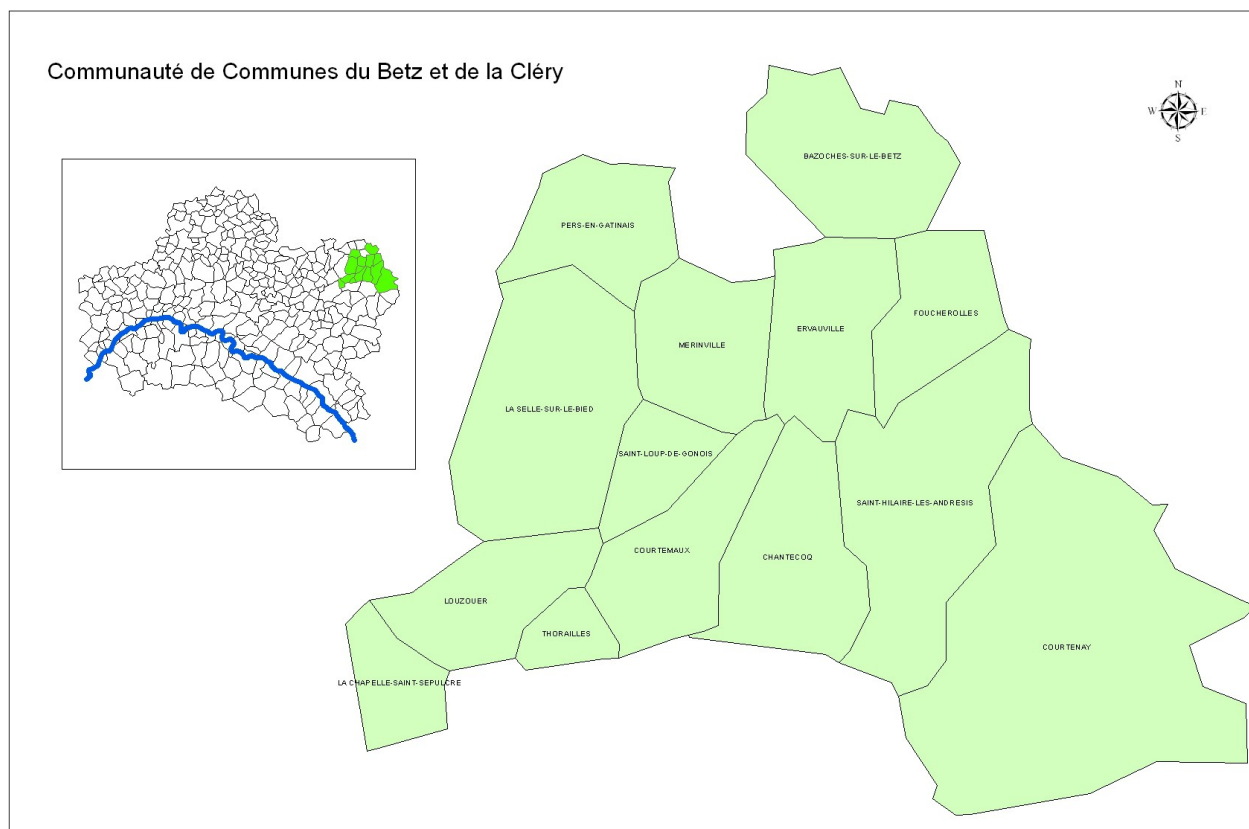 Communauté de Communes du Betz et de la Cléry
N
W E
S
BAZOCHES-SUR-LE-BETZ
PERS-EN-GATINAIS
FOUCHEROLLES
ERVAUVILLE
MERINVILLE
LA SELLE-SUR-LE-BIED
SAINT-LOUP-DE-GONOIS
SAINT-HILAIRE-LES-ANDRESIS
COURTEMAUX
CHANTECOQ
LOUZOUER
THORAILLES
COURTENAY
LA CHAPELLE-SAINT-SEPULCRE